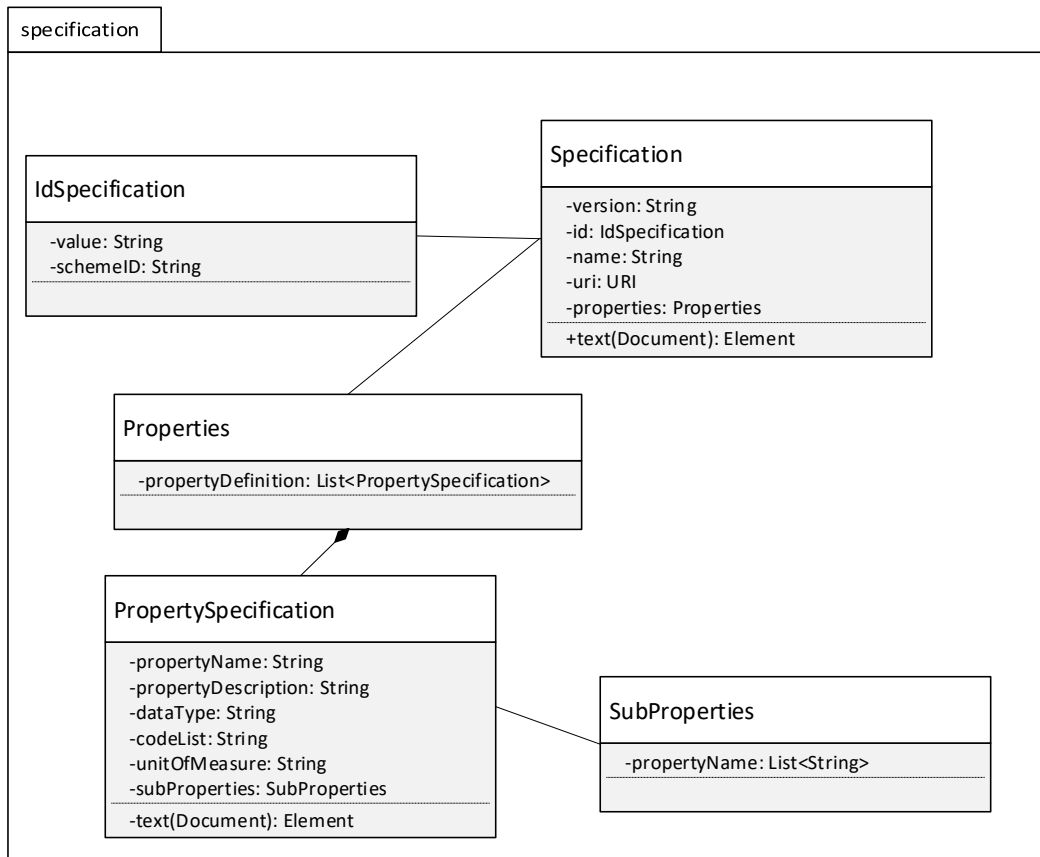 specification
IdSpecification
-value: String
-schemeID: String
Specification
-version: String
-id: IdSpecification
-name: String
-uri: URI
-properties: Properties
+text(Document): Element
Properties
-propertyDefinition: List<PropertySpecification>
PropertySpecification
-propertyName: String
-propertyDescription: String
-dataType: String
-codeList: String
-unitOfMeasure: String
-subProperties: SubProperties
-text(Document): Element
SubProperties
-propertyName: List<String>